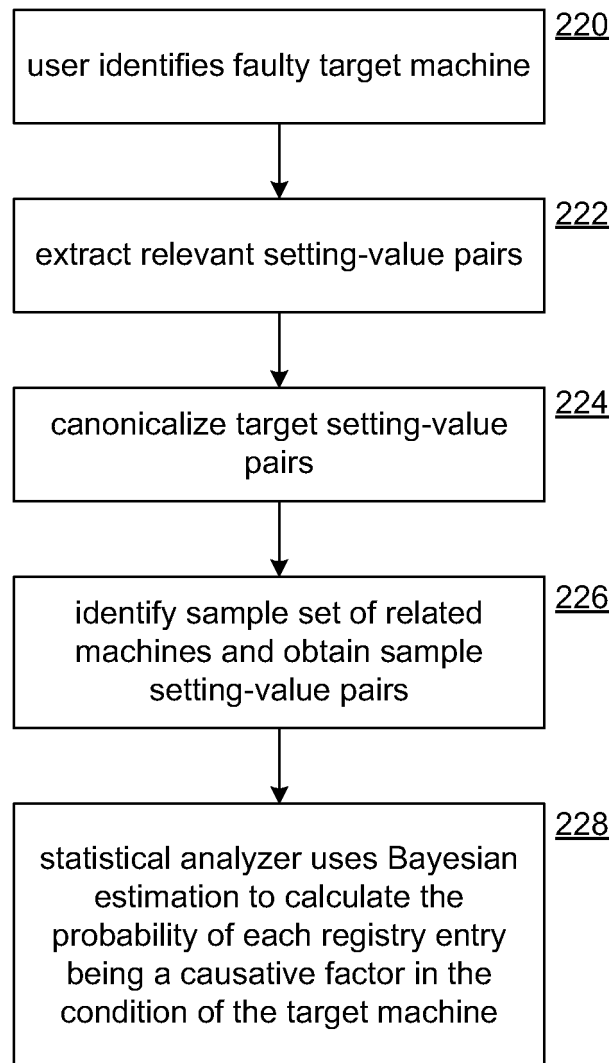 220
user identifies faulty target machine
222
extract relevant setting-value pairs
224
canonicalize target setting-value
pairs
226
identify sample set of related
machines and obtain sample
setting-value pairs
228
statistical analyzer uses Bayesian
estimation to calculate the
probability of each registry entry
being a causative factor in the
condition of the target machine